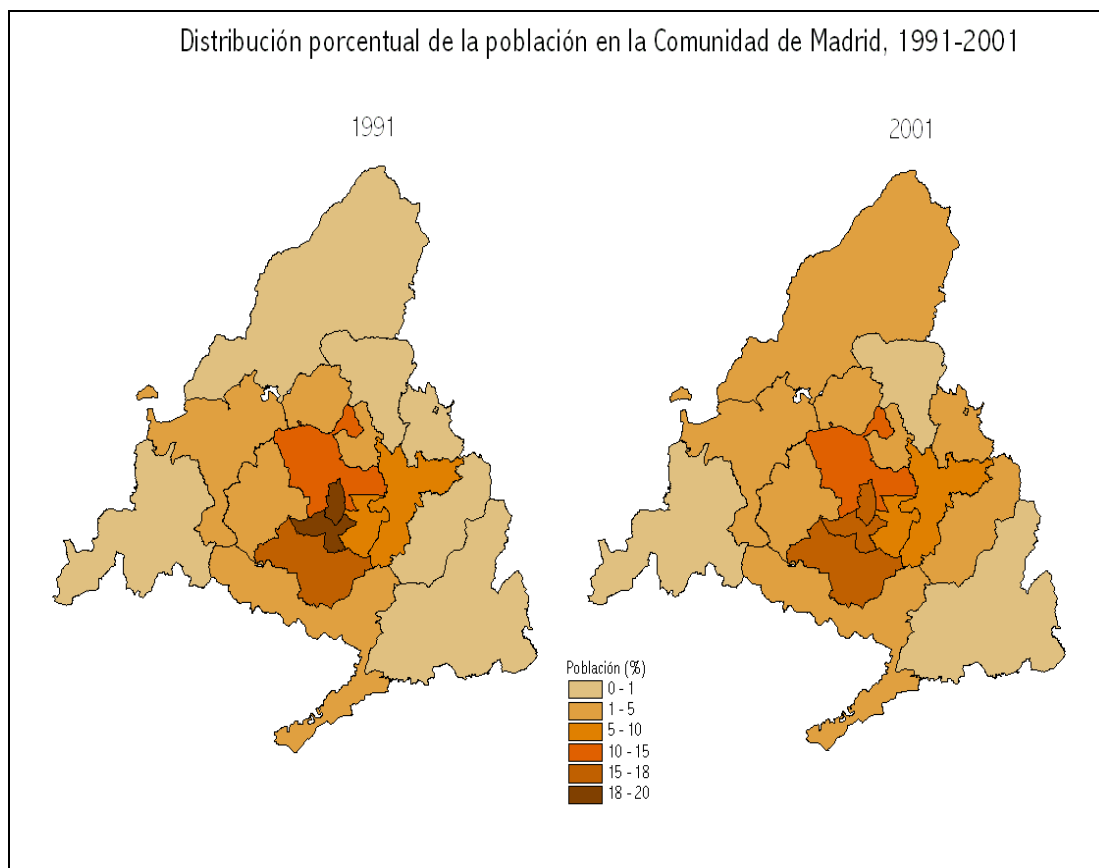 Distribución porcentual de la población en la Comunidad de Madrid, 1991-2001
1991
2001
Población (%)
0 - 1
1 - 5
5 - 10
10 - 15
15 - 18
18 - 20